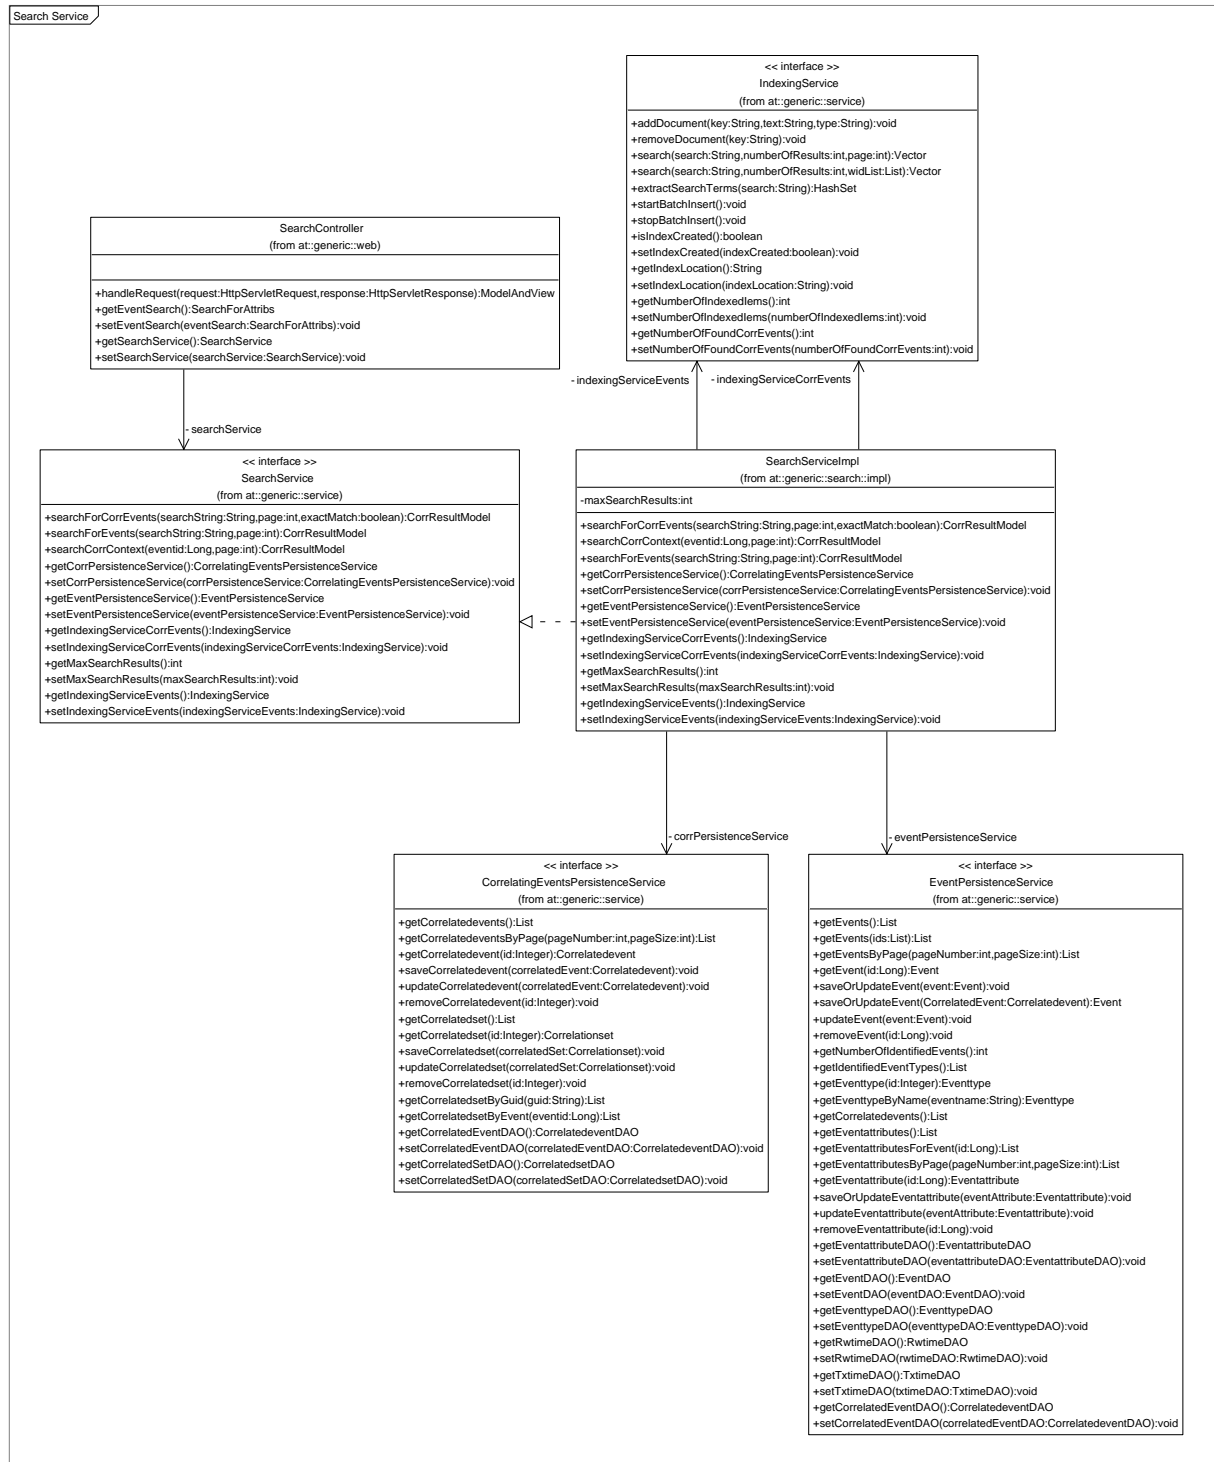 Search Service
<< interface >>
IndexingService
(from at::generic::service)
+addDocument(key:String,text:String,type:String):void
+removeDocument(key:String):void
+search(search:String,numberOfResults:int,page:int):Vector
+search(search:String,numberOfResults:int,widList:List):Vector
+extractSearchTerms(search:String):HashSet
+startBatchInsert():void
+stopBatchInsert():void
+isIndexCreated():boolean
+setIndexCreated(indexCreated:boolean):void
+getIndexLocation():String
+setIndexLocation(indexLocation:String):void
+getNumberOfIndexedIems():int
+setNumberOfIndexedIems(numberOfIndexedIems:int):void
+getNumberOfFoundCorrEvents():int
+setNumberOfFoundCorrEvents(numberOfFoundCorrEvents:int):void
SearchController
(from at::generic::web)
+handleRequest(request:HttpServletRequest,response:HttpServletResponse):ModelAndView
+getEventSearch():SearchForAttribs
+setEventSearch(eventSearch:SearchForAttribs):void
+getSearchService():SearchService
+setSearchService(searchService:SearchService):void
- indexingServiceEvents
- indexingServiceCorrEvents
- searchService
<< interface >>
SearchService
(from at::generic::service)
+searchForCorrEvents(searchString:String,page:int,exactMatch:boolean):CorrResultModel
+searchForEvents(searchString:String,page:int):CorrResultModel
+searchCorrContext(eventid:Long,page:int):CorrResultModel
+getCorrPersistenceService():CorrelatingEventsPersistenceService
+setCorrPersistenceService(corrPersistenceService:CorrelatingEventsPersistenceService):void
+getEventPersistenceService():EventPersistenceService
+setEventPersistenceService(eventPersistenceService:EventPersistenceService):void
+getIndexingServiceCorrEvents():IndexingService
+setIndexingServiceCorrEvents(indexingServiceCorrEvents:IndexingService):void
+getMaxSearchResults():int
+setMaxSearchResults(maxSearchResults:int):void
+getIndexingServiceEvents():IndexingService
+setIndexingServiceEvents(indexingServiceEvents:IndexingService):void
SearchServiceImpl
(from at::generic::search::impl)
-maxSearchResults:int
+searchForCorrEvents(searchString:String,page:int,exactMatch:boolean):CorrResultModel
+searchCorrContext(eventid:Long,page:int):CorrResultModel
+searchForEvents(searchString:String,page:int):CorrResultModel
+getCorrPersistenceService():CorrelatingEventsPersistenceService
+setCorrPersistenceService(corrPersistenceService:CorrelatingEventsPersistenceService):void
+getEventPersistenceService():EventPersistenceService
+setEventPersistenceService(eventPersistenceService:EventPersistenceService):void
+getIndexingServiceCorrEvents():IndexingService
+setIndexingServiceCorrEvents(indexingServiceCorrEvents:IndexingService):void
+getMaxSearchResults():int
+setMaxSearchResults(maxSearchResults:int):void
+getIndexingServiceEvents():IndexingService
+setIndexingServiceEvents(indexingServiceEvents:IndexingService):void
- corrPersistenceService
- eventPersistenceService
<< interface >>
CorrelatingEventsPersistenceService
(from at::generic::service)
+getCorrelatedevents():List
+getCorrelatedeventsByPage(pageNumber:int,pageSize:int):List
+getCorrelatedevent(id:Integer):Correlatedevent
+saveCorrelatedevent(correlatedEvent:Correlatedevent):void
+updateCorrelatedevent(correlatedEvent:Correlatedevent):void
+removeCorrelatedevent(id:Integer):void
+getCorrelatedset():List
+getCorrelatedset(id:Integer):Correlationset
+saveCorrelatedset(correlatedSet:Correlationset):void
+updateCorrelatedset(correlatedSet:Correlationset):void
+removeCorrelatedset(id:Integer):void
+getCorrelatedsetByGuid(guid:String):List
+getCorrelatedsetByEvent(eventid:Long):List
+getCorrelatedEventDAO():CorrelatedeventDAO
+setCorrelatedEventDAO(correlatedEventDAO:CorrelatedeventDAO):void
+getCorrelatedSetDAO():CorrelatedsetDAO
+setCorrelatedSetDAO(correlatedSetDAO:CorrelatedsetDAO):void
<< interface >>
EventPersistenceService
(from at::generic::service)
+getEvents():List
+getEvents(ids:List):List
+getEventsByPage(pageNumber:int,pageSize:int):List
+getEvent(id:Long):Event
+saveOrUpdateEvent(event:Event):void
+saveOrUpdateEvent(CorrelatedEvent:Correlatedevent):Event
+updateEvent(event:Event):void
+removeEvent(id:Long):void
+getNumberOfIdentifiedEvents():int
+getIdentifiedEventTypes():List
+getEventtype(id:Integer):Eventtype
+getEventtypeByName(eventname:String):Eventtype
+getCorrelatedevents():List
+getEventattributes():List
+getEventattributesForEvent(id:Long):List
+getEventattributesByPage(pageNumber:int,pageSize:int):List
+getEventattribute(id:Long):Eventattribute
+saveOrUpdateEventattribute(eventAttribute:Eventattribute):void
+updateEventattribute(eventAttribute:Eventattribute):void
+removeEventattribute(id:Long):void
+getEventattributeDAO():EventattributeDAO
+setEventattributeDAO(eventattributeDAO:EventattributeDAO):void
+getEventDAO():EventDAO
+setEventDAO(eventDAO:EventDAO):void
+getEventtypeDAO():EventtypeDAO
+setEventtypeDAO(eventtypeDAO:EventtypeDAO):void
+getRwtimeDAO():RwtimeDAO
+setRwtimeDAO(rwtimeDAO:RwtimeDAO):void
+getTxtimeDAO():TxtimeDAO
+setTxtimeDAO(txtimeDAO:TxtimeDAO):void
+getCorrelatedEventDAO():CorrelatedeventDAO
+setCorrelatedEventDAO(correlatedEventDAO:CorrelatedeventDAO):void